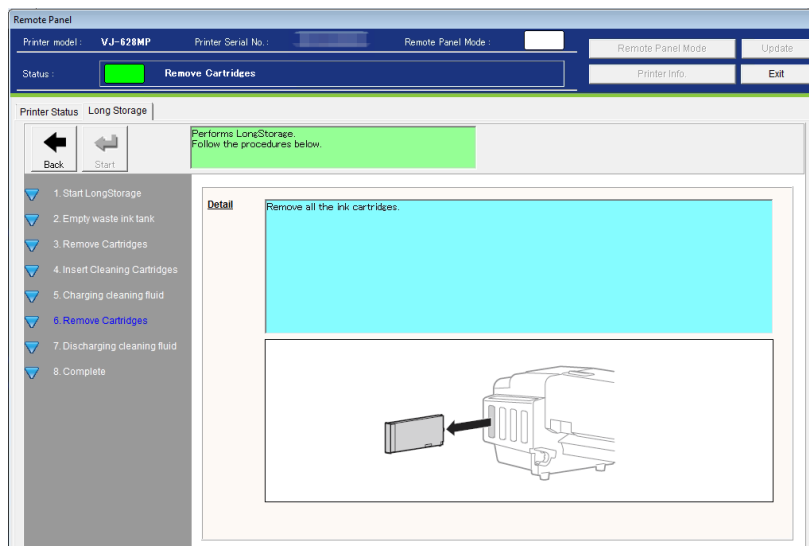 Remote Panel
Printer model : VJ-628MP Printer Serial No. : Remote Panel Mode :
Remote Panel Mode Update
Status : Remove Cartridges
Printer Info. Exit
Printer Status Long Storage
Back Start
Performs LongStorage.
Follow the procedures below.
1. Start LongStorage
2. Empty waste ink tank
3. Remove Cartridges
4. Insert Cleaning Cartridges
5. Charging cleaning fluid
6. Remove Cartridges
7. Discharging cleaning fluid
8. Complete
Detail
Remove all the ink cartridges.